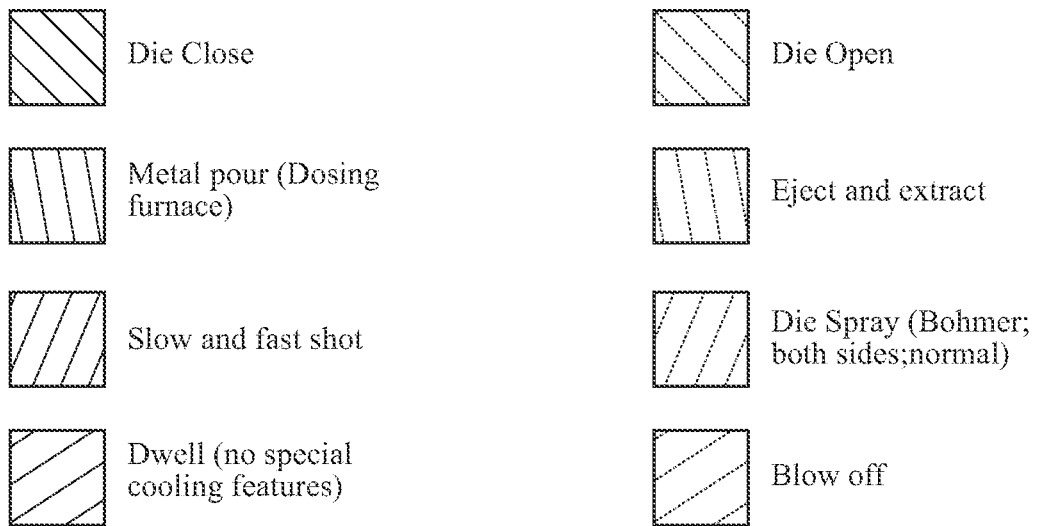 Die Close
Die Open
Metal pour (Dosing
furnace)
Eject and extract
Slow and fast shot
Die Spray (Bohmer;
both sides;normal)
Dwell (no special
cooling features)
Blow off